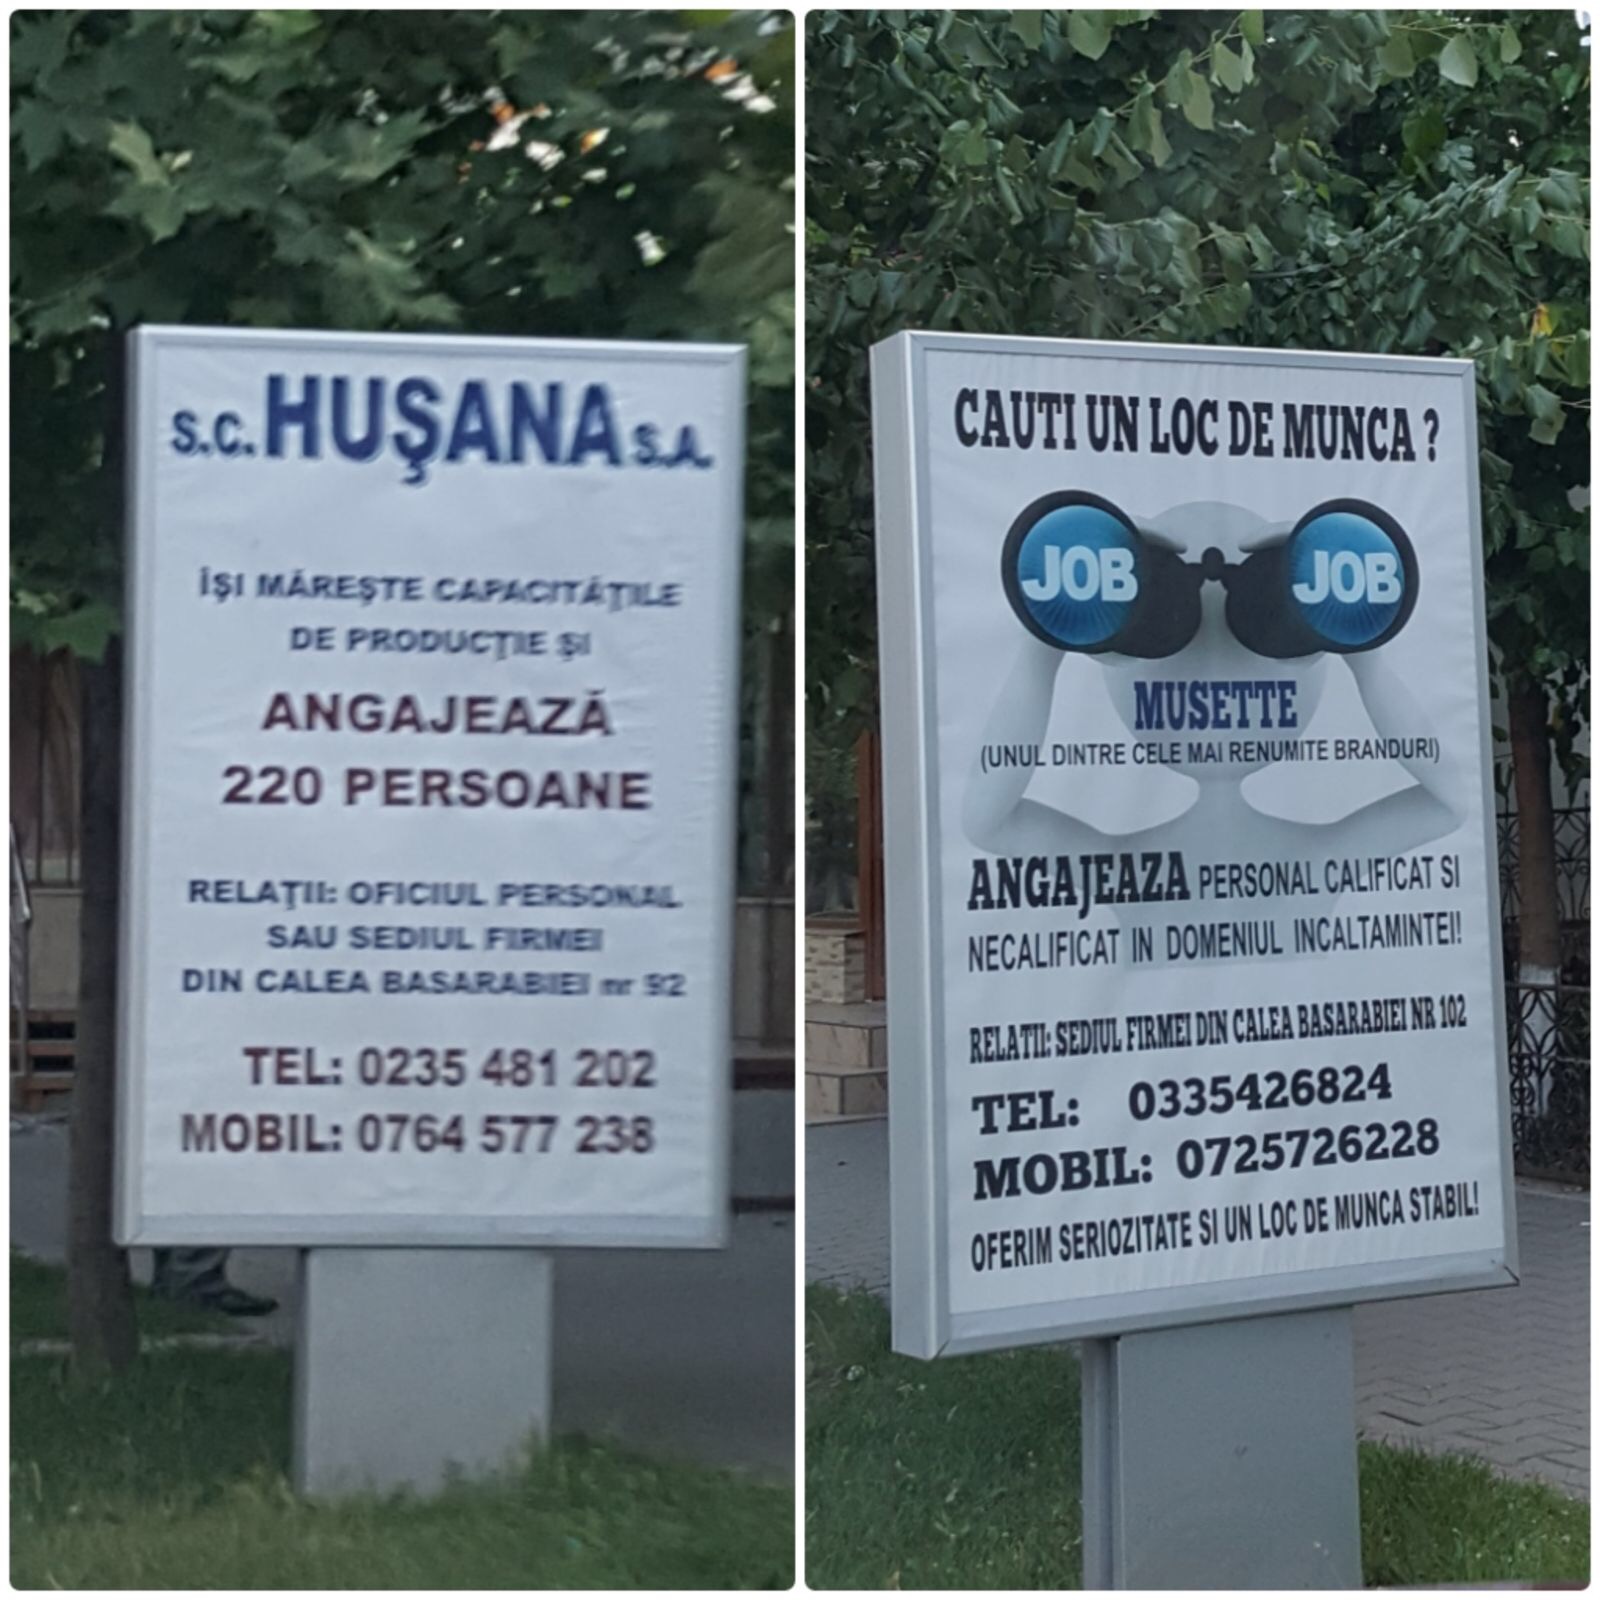 S.C. HUŞANA S.A.
ÎŞI MĂREŞTE CAPACITĂŢILE
DE PRODUCŢIE ŞI
ANGAJEAZĂ
220 PERSOANE
RELAŢII: OFICIUL PERSONAL
SAU SEDIUL FIRMEI
DIN CALEA BASARABIEI nr 92
TEL: 0235 481 202
MOBIL: 0764 577 238
CAUTI UN LOC DE MUNCA ?
JOB JOB
MUSETTE
(UNUL DINTRE CELE MAI RENUMITE BRANDURI)
ANGAJEAZA PERSONAL CALIFICAT SI
NECALIFICAT IN DOMENIUL INCALTAMINTEI!
RELATII: SEDIUL FIRMEI DIN CALEA BASARABIEI NR 102
TEL: 0335426824
MOBIL: 0725726228
OFERIM SERIOZITATE SI UN LOC DE MUNCA STABIL!